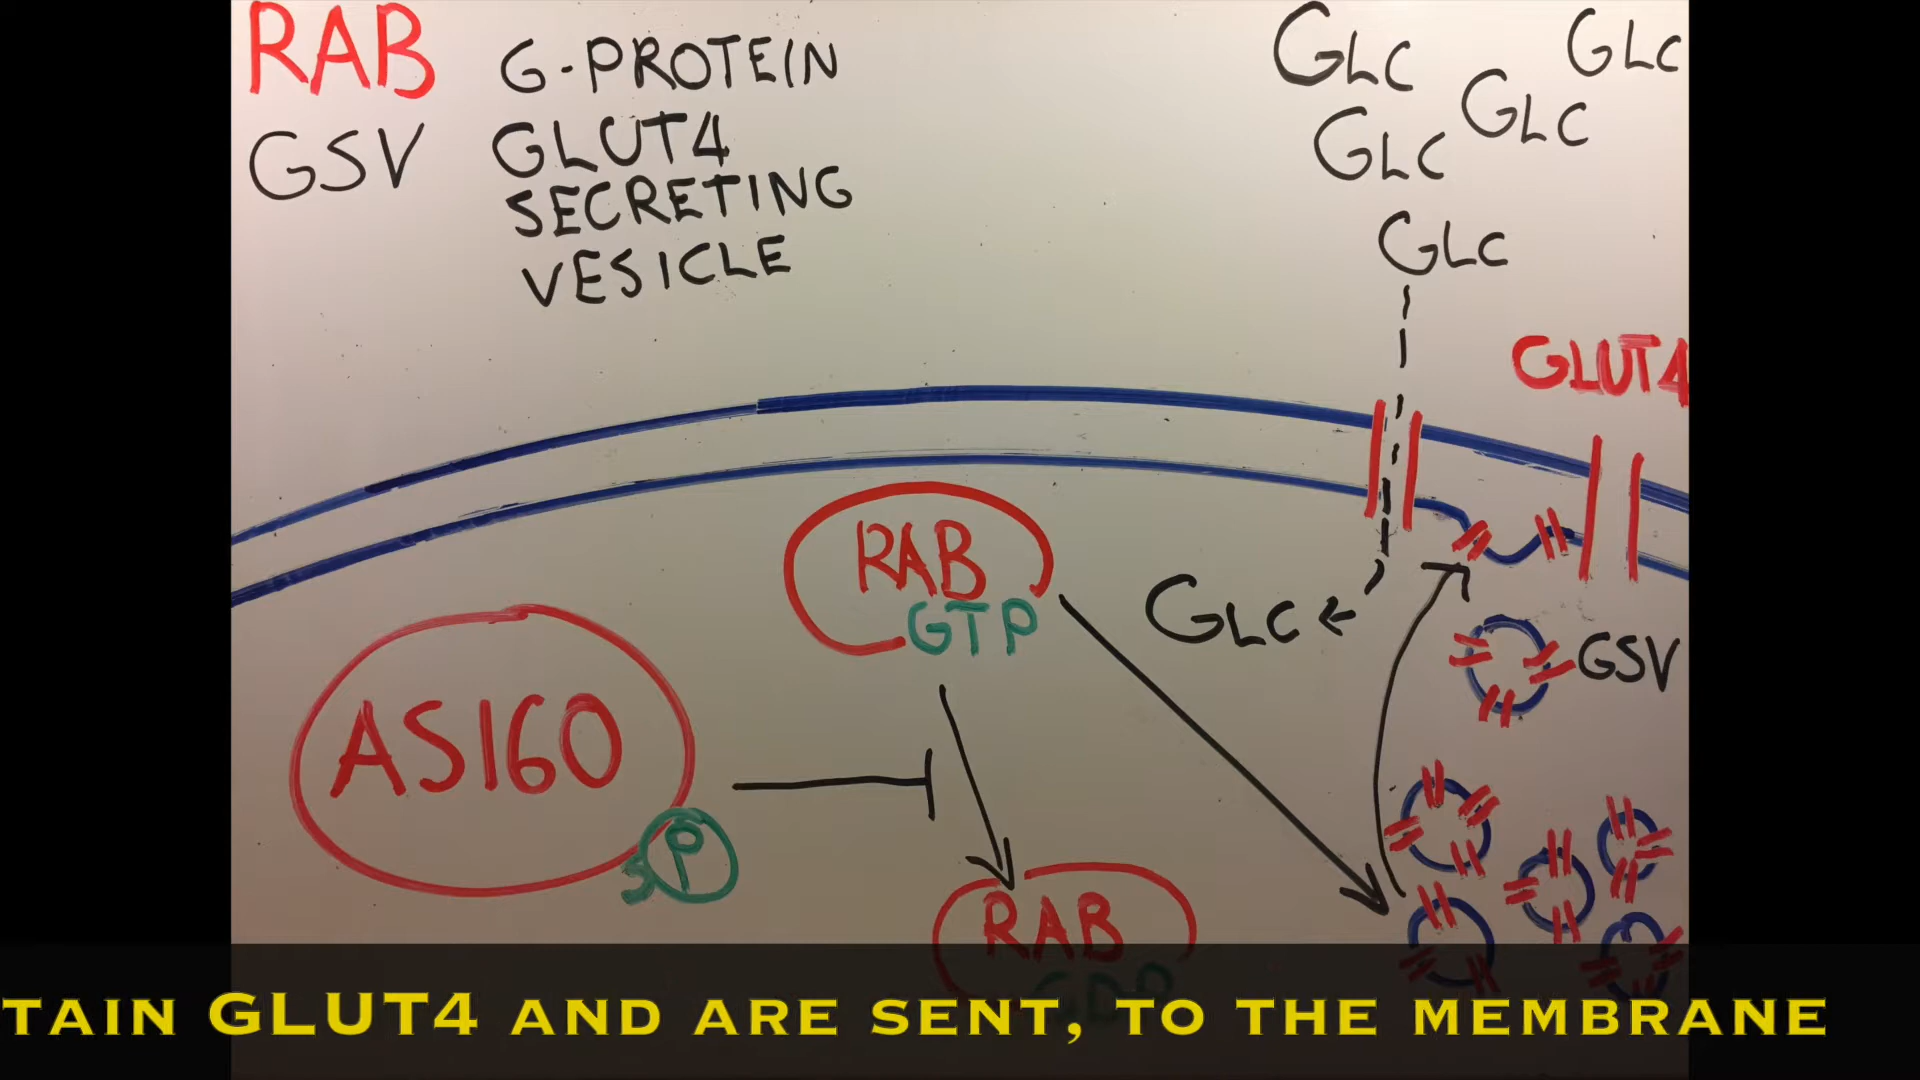 RAB G-PROTEIN
GSV GLUT4
SECRETING
VESICLE
GLC
GLC
GLC
GLC
GLC
GLUT4
RAB
GTP
GLC
GSV
AS160
P
S
RAB
GDP
TAIN GLUT4 AND ARE SENT, TO THE MEMBRANE